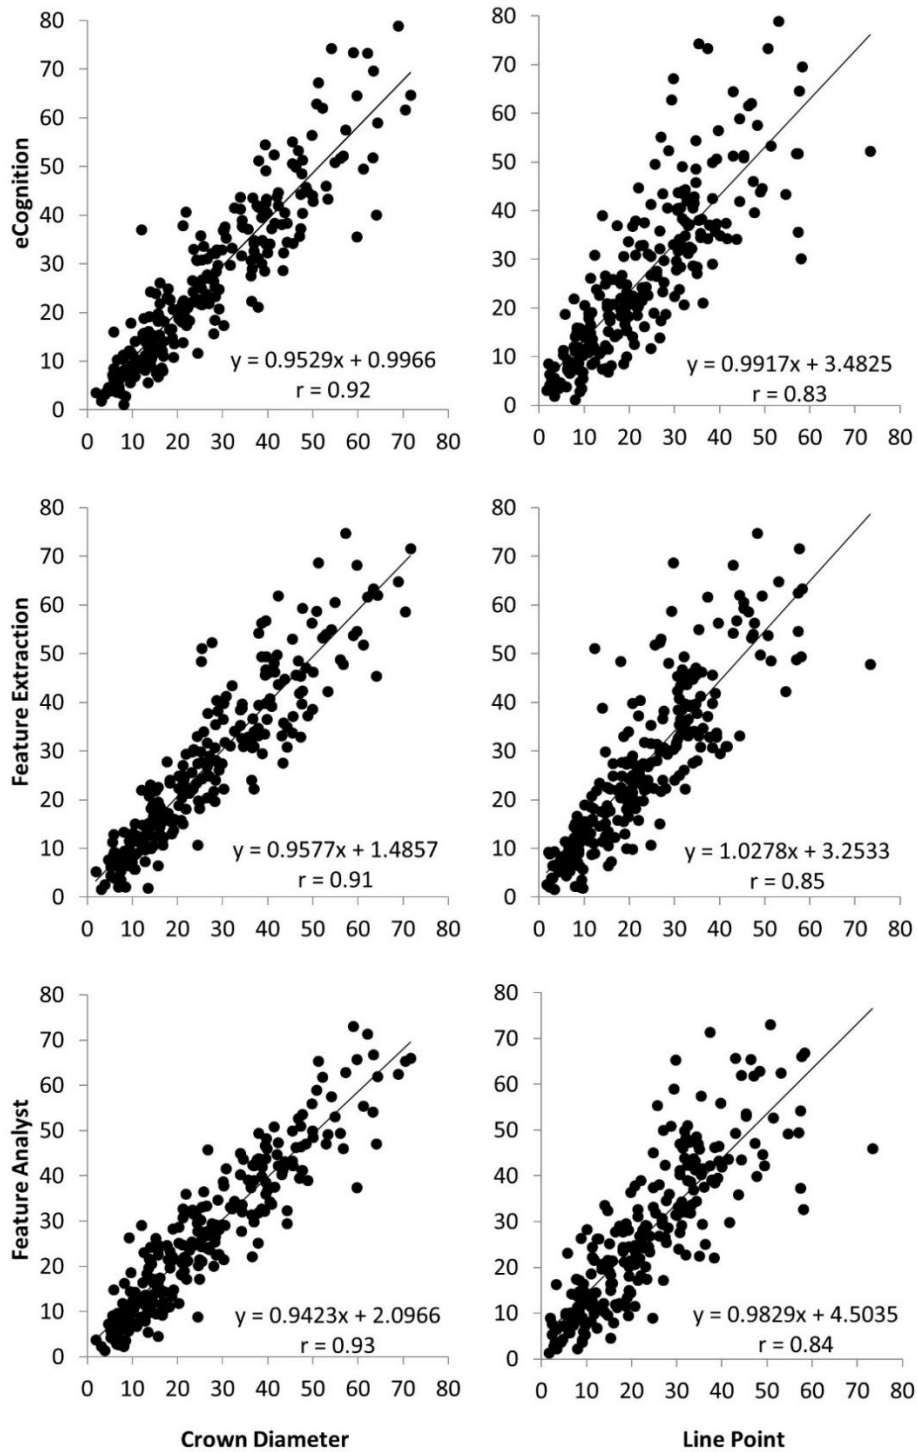 80
70
60
50
40
30
20
10
0
eCognition
y = 0.9529x + 0.9966
r = 0.92
0 10 20 30 40 50 60 70 80
80
70
60
50
40
30
20
10
0
y = 0.9917x + 3.4825
r = 0.83
0 10 20 30 40 50 60 70 80
80
70
60
50
40
30
20
10
0
Feature Extraction
y = 0.9577x + 1.4857
r = 0.91
0 10 20 30 40 50 60 70 80
80
70
60
50
40
30
20
10
0
y = 1.0278x + 3.2533
r = 0.85
0 10 20 30 40 50 60 70 80
80
70
60
50
40
30
20
10
0
Feature Analyst
y = 0.9423x + 2.0966
r = 0.93
0 10 20 30 40 50 60 70 80
Crown Diameter
80
70
60
50
40
30
20
10
0
y = 0.9829x + 4.5035
r = 0.84
0 10 20 30 40 50 60 70 80
Line Point